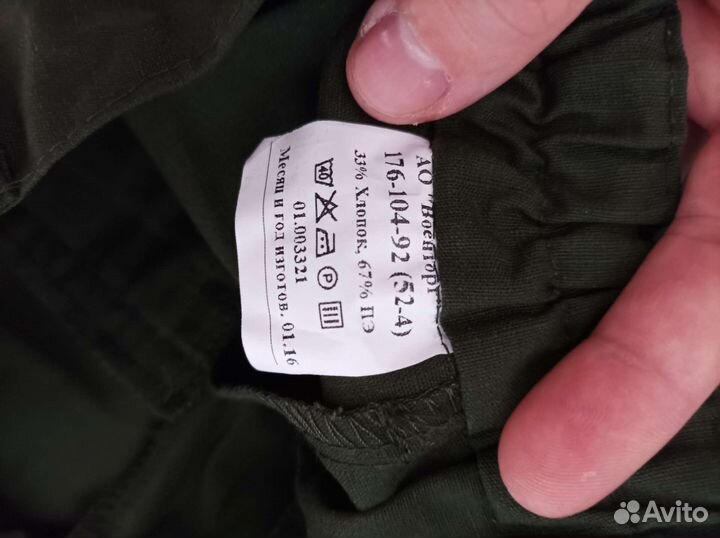 АО "Военторг"
176-104-92 (52-4)
33% Хлопок, 67% ПЭ
40 P
01.003321
Месяц и год изготов. 01.16
Avito